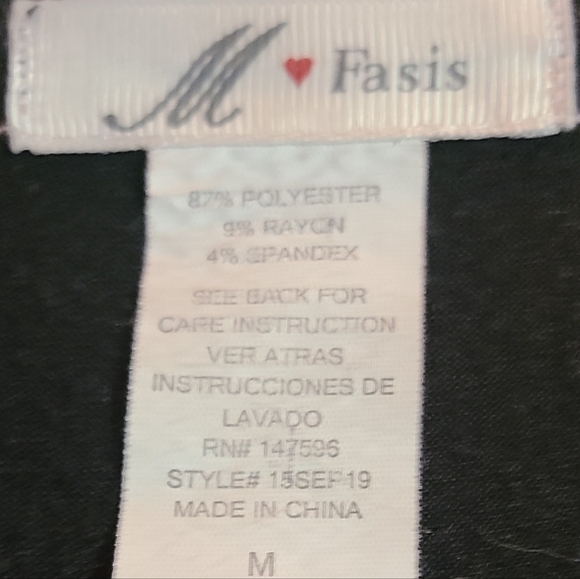 M ♥ Fasis
87% POLYESTER
9% RAYON
4% SPANDEX
SEE BACK FOR
CARE INSTRUCTION
VER ATRAS
INSTRUCCIONES DE
LAVADO
RN# 147596
STYLE# 15SEP19
MADE IN CHINA
M